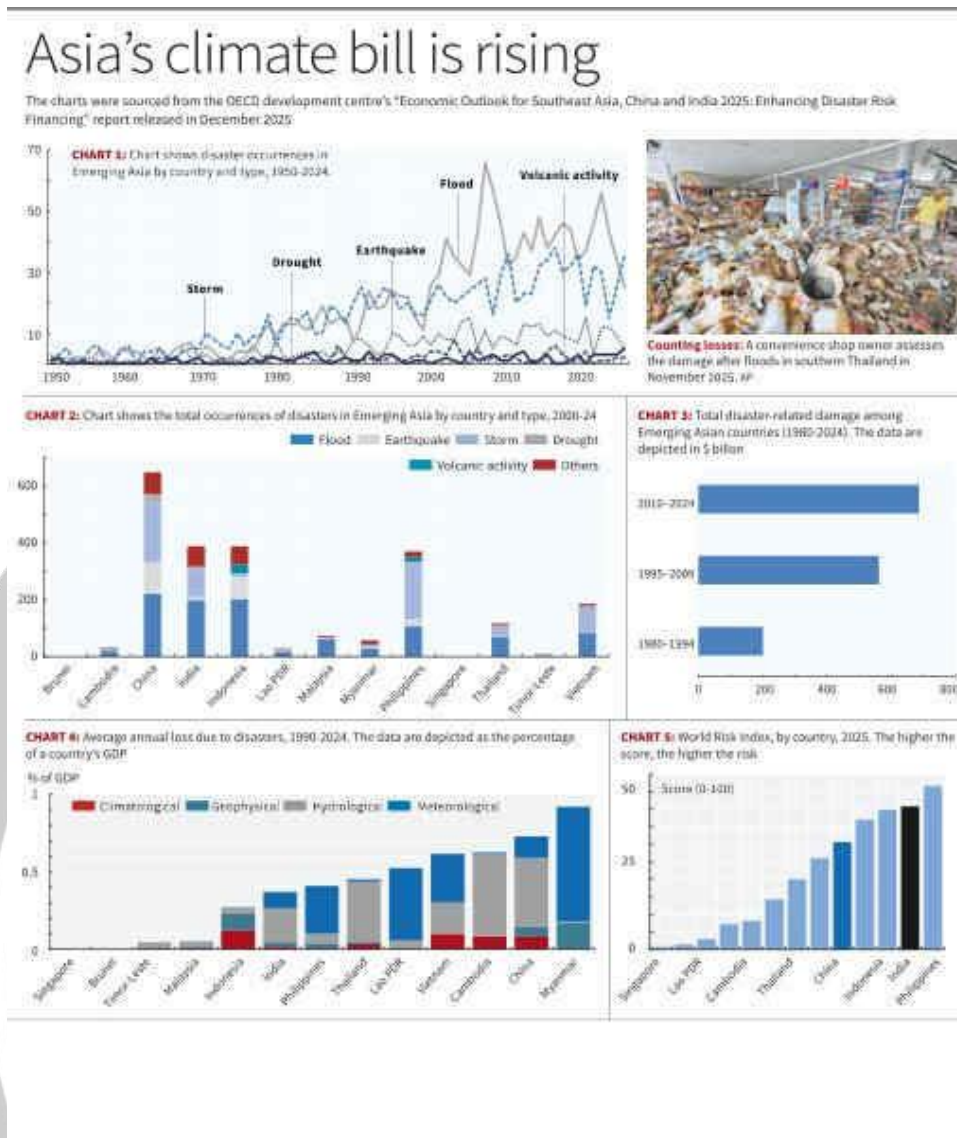 Asia's climate bill is rising
The charts were sourced from the OECD development centre's "Economic Outlook for Southeast Asia, China and India 2025: Enhancing Disaster Risk
Financing" report released in December 2025
CHART 1: Chart shows disaster occurrences in
Emerging Asia by country and type, 1950-2024.
70
50
30
10
Storm
Drought
Earthquake
Flood
Volcanic activity
1950 1960 1970 1980 1990 2000 2010 2020
Counting losses: A convenience shop owner assesses
the damage after floods in southern Thailand in
November 2025. AP
CHART 2: Chart shows the total occurrences of disasters in Emerging Asia by country and type, 2000-24
Flood Earthquake Storm Drought
Volcanic activity Others
600
400
200
0
Brunei Cambodia China India Indonesia Lao PDR Malaysia Myanmar Philippines Singapore Thailand Timor-Leste Vietnam
CHART 3: Total disaster-related damage among
Emerging Asian countries (1980-2024). The data are
depicted in $ billion
2010-2024
1995-2009
1980-1994
0 200 400 600 800
CHART 4: Average annual loss due to disasters, 1990-2024. The data are depicted as the percentage
of a country's GDP
% of GDP
1
Climatological Geophysical Hydrological Meteorological
0.5
0
Singapore Brunei Timor-Leste Malaysia Indonesia India Philippines Thailand Lao PDR Vietnam Cambodia China Myanmar
CHART 5: World Risk Index, by country, 2025. The higher the
score, the higher the risk
50
Score (0-100)
25
0
Singapore Lao PDR Cambodia Thailand China Indonesia India Philippines